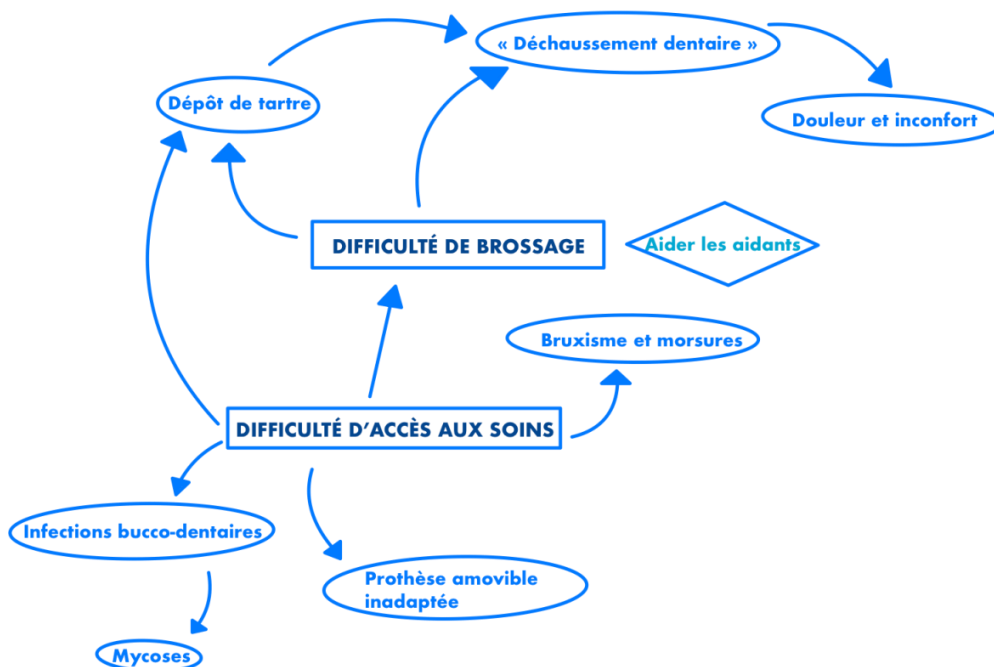 « Déchaussement dentaire »
Dépôt de tartre
Douleur et inconfort
DIFFICULTÉ DE BROSSAGE
Aider les aidants
Bruxisme et morsures
DIFFICULTÉ D’ACCÈS AUX SOINS
Infections bucco-dentaires
Prothèse amovible
inadaptée
Mycoses